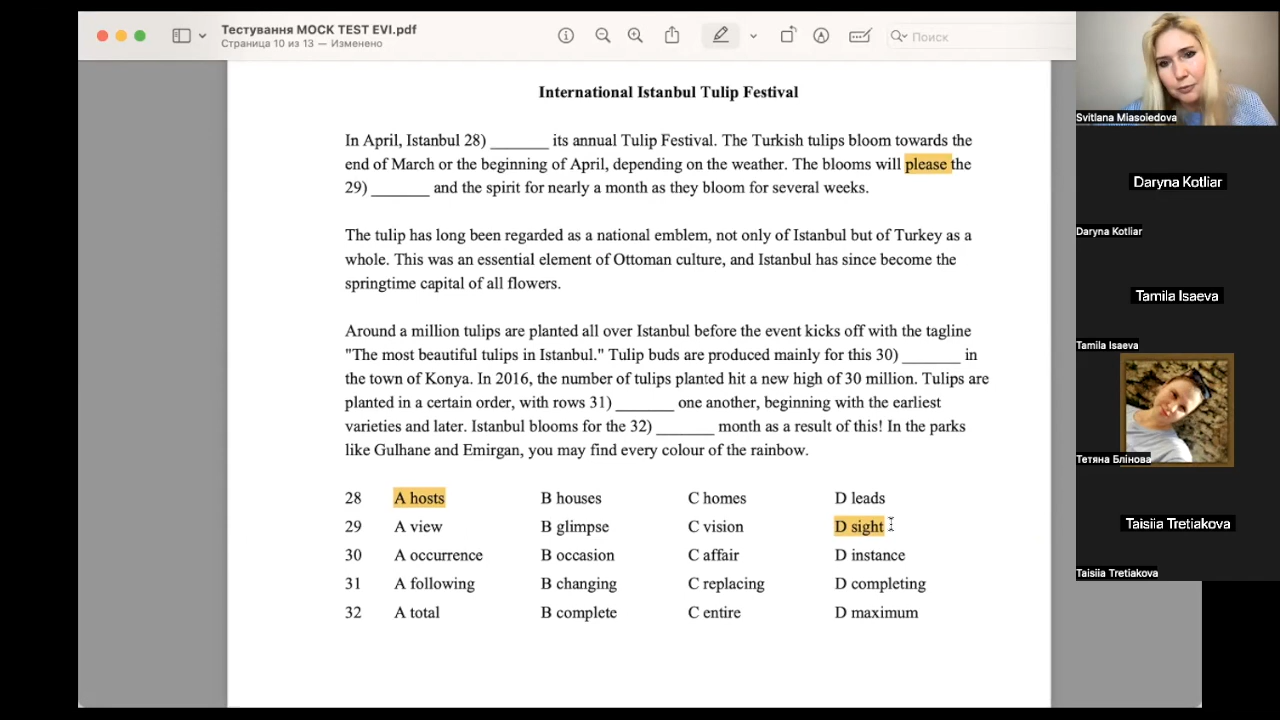 Тестування MOCK TEST EVI.pdf
Страница 10 из 13 — Изменено
Поиск
International Istanbul Tulip Festival
In April, Istanbul 28) _______ its annual Tulip Festival. The Turkish tulips bloom towards the
end of March or the beginning of April, depending on the weather. The blooms will please the
29) _______ and the spirit for nearly a month as they bloom for several weeks.
The tulip has long been regarded as a national emblem, not only of Istanbul but of Turkey as a
whole. This was an essential element of Ottoman culture, and Istanbul has since become the
springtime capital of all flowers.
Around a million tulips are planted all over Istanbul before the event kicks off with the tagline
"The most beautiful tulips in Istanbul." Tulip buds are produced mainly for this 30) _______ in
the town of Konya. In 2016, the number of tulips planted hit a new high of 30 million. Tulips are
planted in a certain order, with rows 31) _______ one another, beginning with the earliest
varieties and later. Istanbul blooms for the 32) _______ month as a result of this! In the parks
like Gulhane and Emirgan, you may find every colour of the rainbow.
28 A hosts B houses C homes D leads
29 A view B glimpse C vision D sight
30 A occurrence B occasion C affair D instance
31 A following B changing C replacing D completing
32 A total B complete C entire D maximum
Svitlana Miasoiedova
Daryna Kotliar
Daryna Kotliar
Tamila Isaeva
Tamila Isaeva
Тетяна Блінова
Taisiia Tretiakova
Taisiia Tretiakova